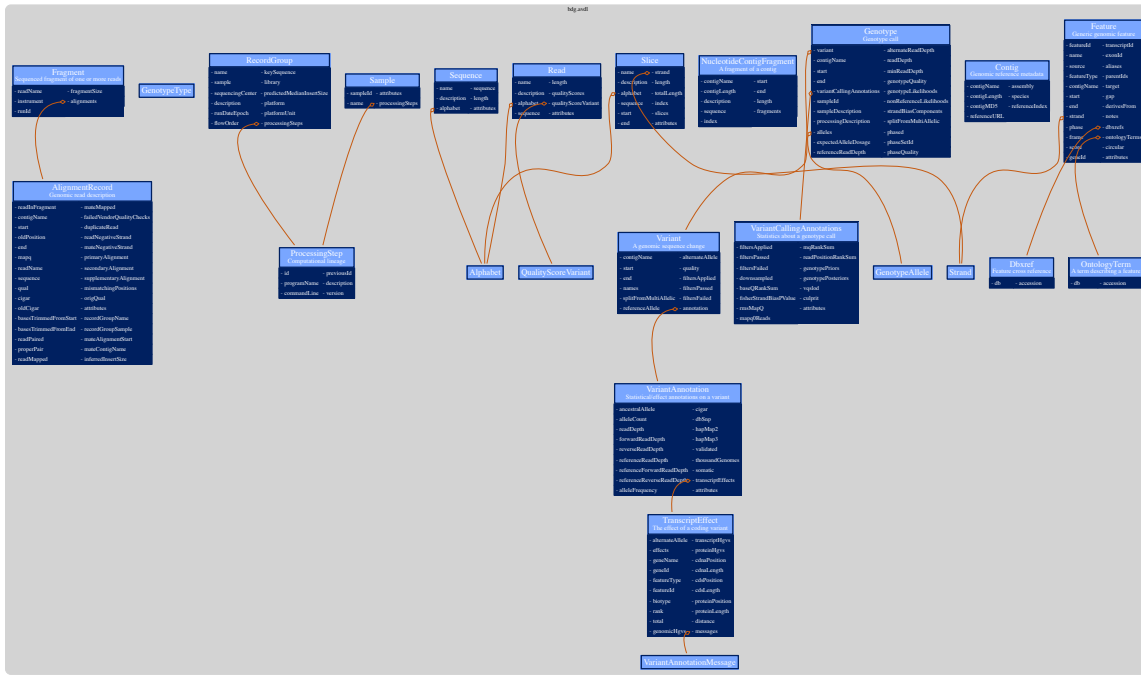 bdg.avdl
Fragment
Sequenced fragment of one or more reads
- readName - fragmentSize
- instrument - alignments
- runId
GenotypeType
RecordGroup
- name - keySequence
- sample - library
- sequencingCenter - predictedMedianInsertSize
- description - platform
- runDateEpoch - platformUnit
- flowOrder - processingSteps
Sample
- sampleId - attributes
- name - processingSteps
Sequence
- name - sequence
- description - length
- alphabet - attributes
Read
- name - length
- description - qualityScores
- alphabet - qualityScoreVariant
- sequence - attributes
Slice
- name - strand
- description - length
- alphabet - totalLength
- sequence - index
- start - slices
- end - attributes
NucleotideContigFragment
A fragment of a contig
- contigName - start
- contigLength - end
- description - length
- sequence - fragments
- index
Genotype
Genotype call
- variant - alternateReadDepth
- contigName - readDepth
- start - minReadDepth
- end - genotypeQuality
- variantCallingAnnotations - genotypeLikelihoods
- sampleId - nonReferenceLikelihoods
- sampleDescription - strandBiasComponents
- processingDescription - splitFromMultiAllelic
- alleles - phased
- expectedAlleleDosage - phaseSetId
- referenceReadDepth - phaseQuality
Contig
Genomic reference metadata
- contigName - assembly
- contigLength - species
- contigMD5 - referenceIndex
- referenceURL
Feature
Generic genomic feature
- featureId - transcriptId
- name - exonId
- source - aliases
- featureType - parentIds
- contigName - target
- start - gap
- end - derivesFrom
- strand - notes
- phase - dbxrefs
- frame - ontologyTerms
- score - circular
- geneId - attributes
AlignmentRecord
Genomic read description
- readInFragment - mateMapped
- contigName - failedVendorQualityChecks
- start - duplicateRead
- oldPosition - readNegativeStrand
- end - mateNegativeStrand
- mapq - primaryAlignment
- readName - secondaryAlignment
- sequence - supplementaryAlignment
- qual - mismatchingPositions
- cigar - origQual
- oldCigar - attributes
- basesTrimmedFromStart - recordGroupName
- basesTrimmedFromEnd - recordGroupSample
- readPaired - mateAlignmentStart
- properPair - mateContigName
- readMapped - inferredInsertSize
ProcessingStep
Computational lineage
- id - previousId
- programName - description
- commandLine - version
Alphabet
QualityScoreVariant
Variant
A genomic sequence change
- contigName - alternateAllele
- start - quality
- end - filtersApplied
- names - filtersPassed
- splitFromMultiAllelic - filtersFailed
- referenceAllele - annotation
VariantCallingAnnotations
Statistics about a genotype call
- filtersApplied - mqRankSum
- filtersPassed - readPositionRankSum
- filtersFailed - genotypePriors
- downsampled - genotypePosteriors
- baseQRankSum - vqslod
- fisherStrandBiasPValue - culprit
- rmsMapQ - attributes
- mapq0Reads
GenotypeAllele
Strand
Dbxref
Feature cross reference
- db - accession
OntologyTerm
A term describing a feature
- db - accession
VariantAnnotation
Statistical/effect annotations on a variant
- ancestralAllele - cigar
- alleleCount - dbSnp
- readDepth - hapMap2
- forwardReadDepth - hapMap3
- reverseReadDepth - validated
- referenceReadDepth - thousandGenomes
- referenceForwardReadDepth - somatic
- referenceReverseReadDepth - transcriptEffects
- alleleFrequency - attributes
TranscriptEffect
The effect of a coding variant
- alternateAllele - transcriptHgvs
- effects - proteinHgvs
- geneName - cdnaPosition
- geneId - cdnaLength
- featureType - cdsPosition
- featureId - cdsLength
- biotype - proteinPosition
- rank - proteinLength
- total - distance
- genomicHgvs - messages
VariantAnnotationMessage